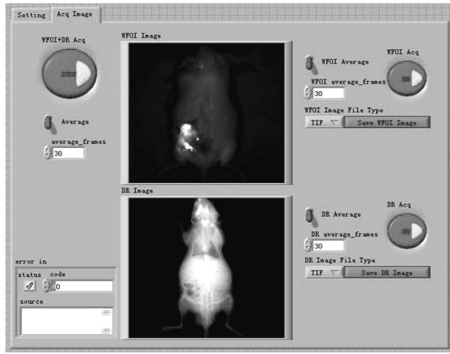 Setting Acq Image
WFOI+DR Acq
STOP
Average
average_frames
30
WFOI Image
WFOI Average
WFOI Acq
WFOI average_frames
30
WFOI Image File Type
TIF Save WFOI Image
DR Image
DR Average
DR Acq
DR average_frames
30
DR Image File Type
TIF Save DR Image
error in
status code
0
source